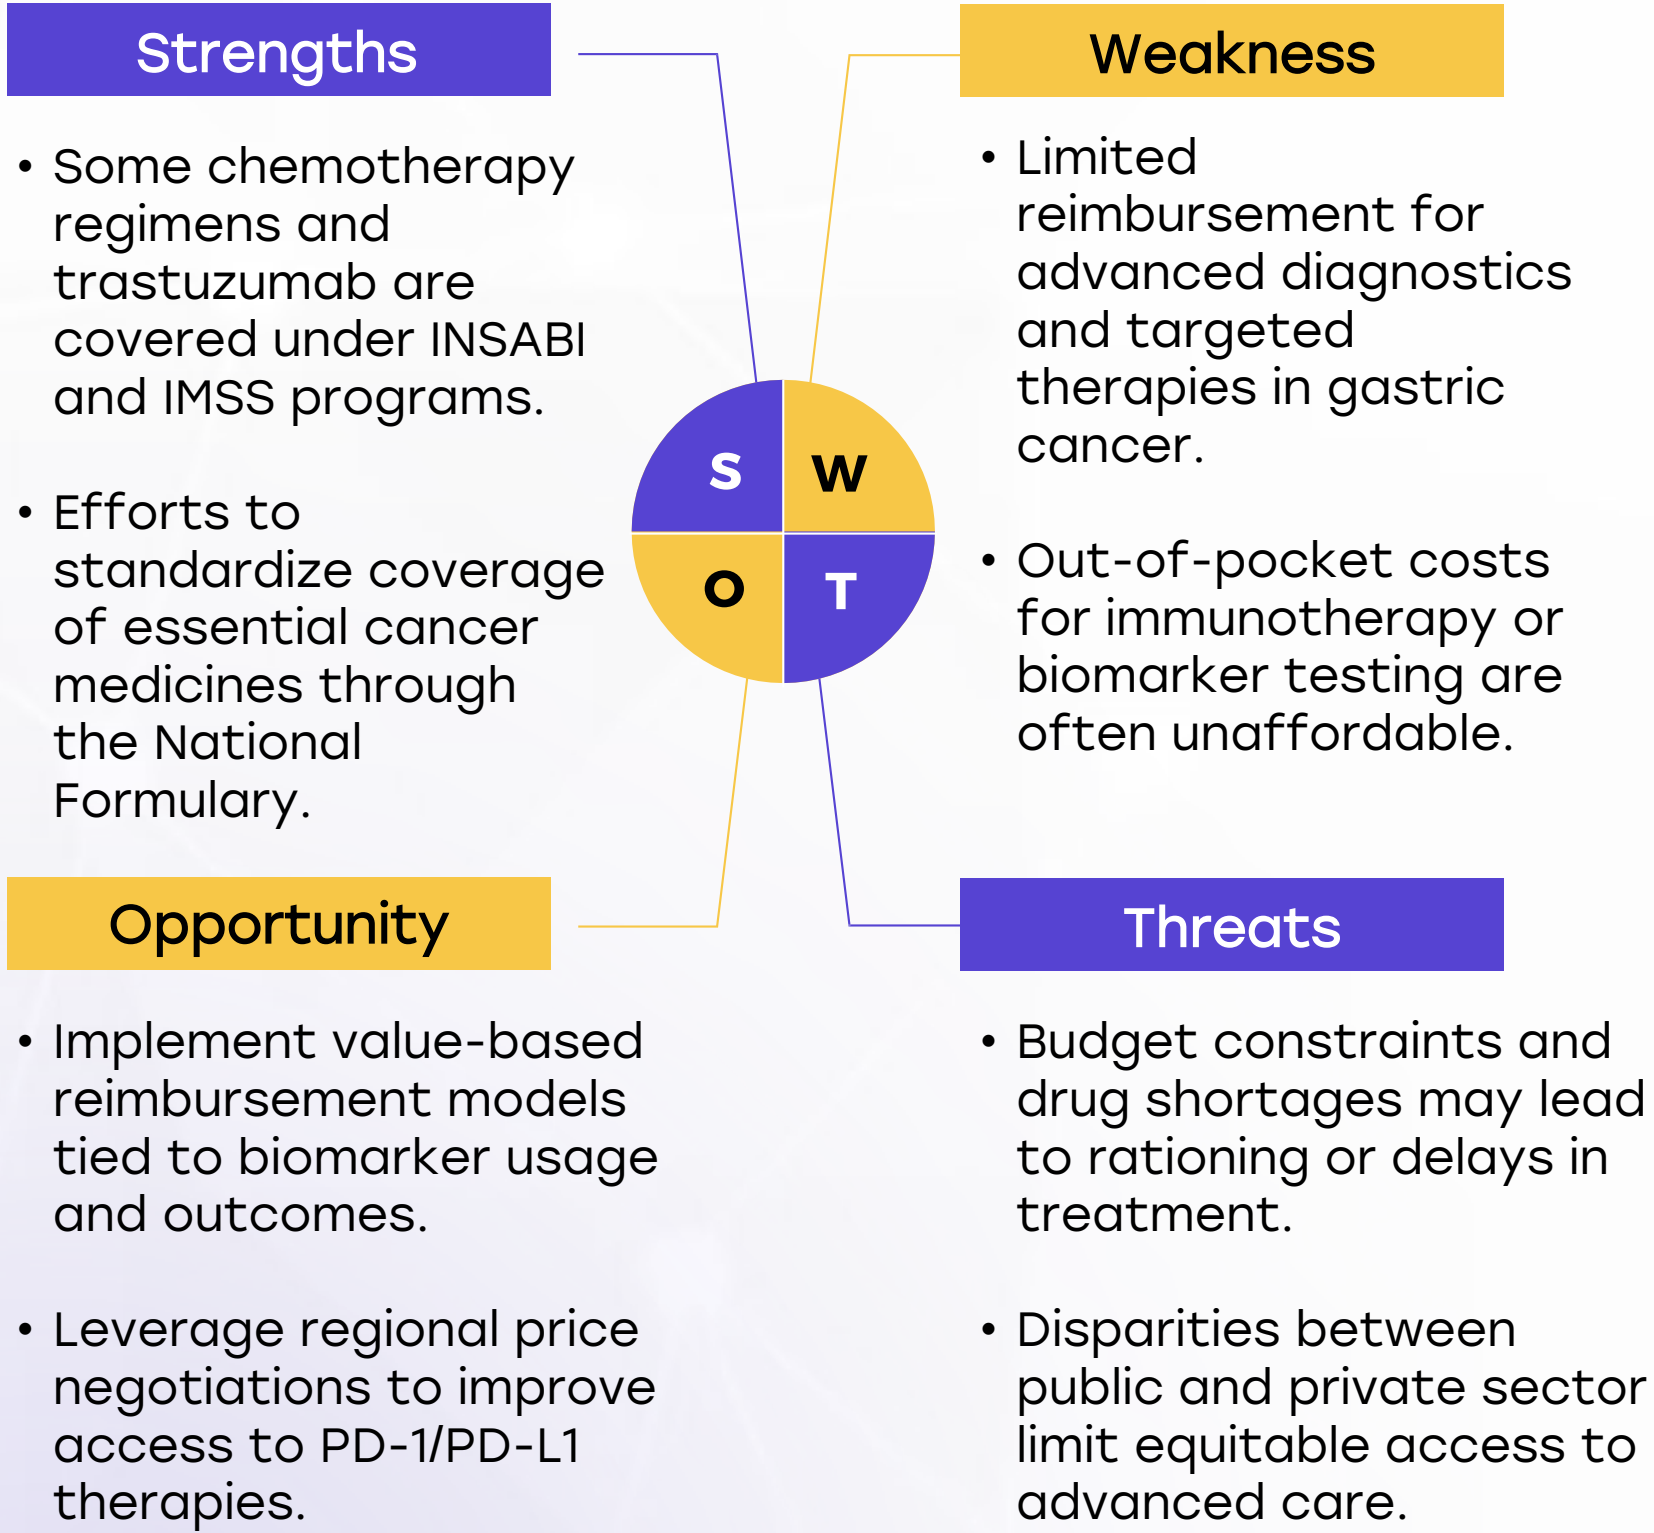 Strengths
• Some chemotherapy
regimens and
trastuzumab are
covered under INSABI
and IMSS programs.
• Efforts to
standardize coverage
of essential cancer
medicines through
the National
Formulary.
Weakness
• Limited
reimbursement for
advanced diagnostics
and targeted
therapies in gastric
cancer.
• Out-of-pocket costs
for immunotherapy or
biomarker testing are
often unaffordable.
S
W
O
T
Opportunity
• Implement value-based
reimbursement models
tied to biomarker usage
and outcomes.
• Leverage regional price
negotiations to improve
access to PD-1/PD-L1
therapies.
Threats
• Budget constraints and
drug shortages may lead
to rationing or delays in
treatment.
• Disparities between
public and private sector
limit equitable access to
advanced care.